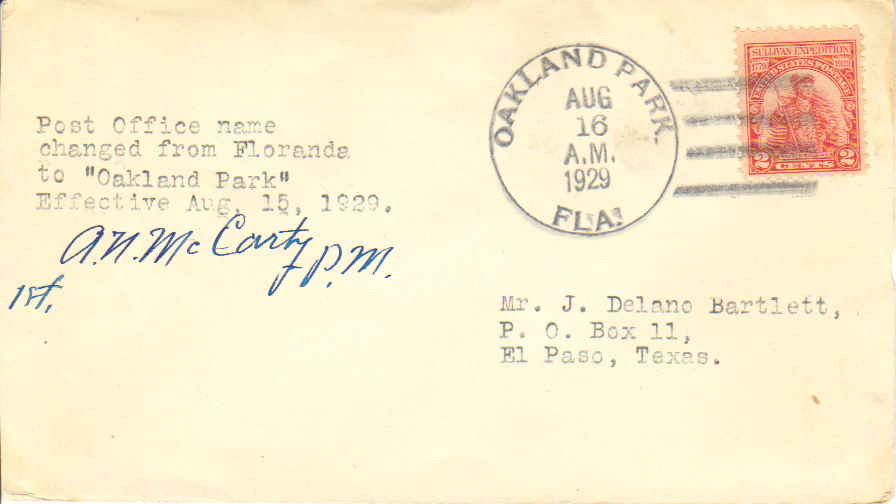 Post Office name
changed from Floranda
to "Oakland Park"
Effective Aug. 15, 1929.
A.N. McCarty P.M.
1st.
OAKLAND PARK.
AUG
16
A.M.
1929
FLA.
SULLIVAN EXPEDITION
1779 1929
UNITED STATES POSTAGE
2 CENTS 2
Mr. J. Delano Bartlett,
P. O. Box 11,
El Paso, Texas.